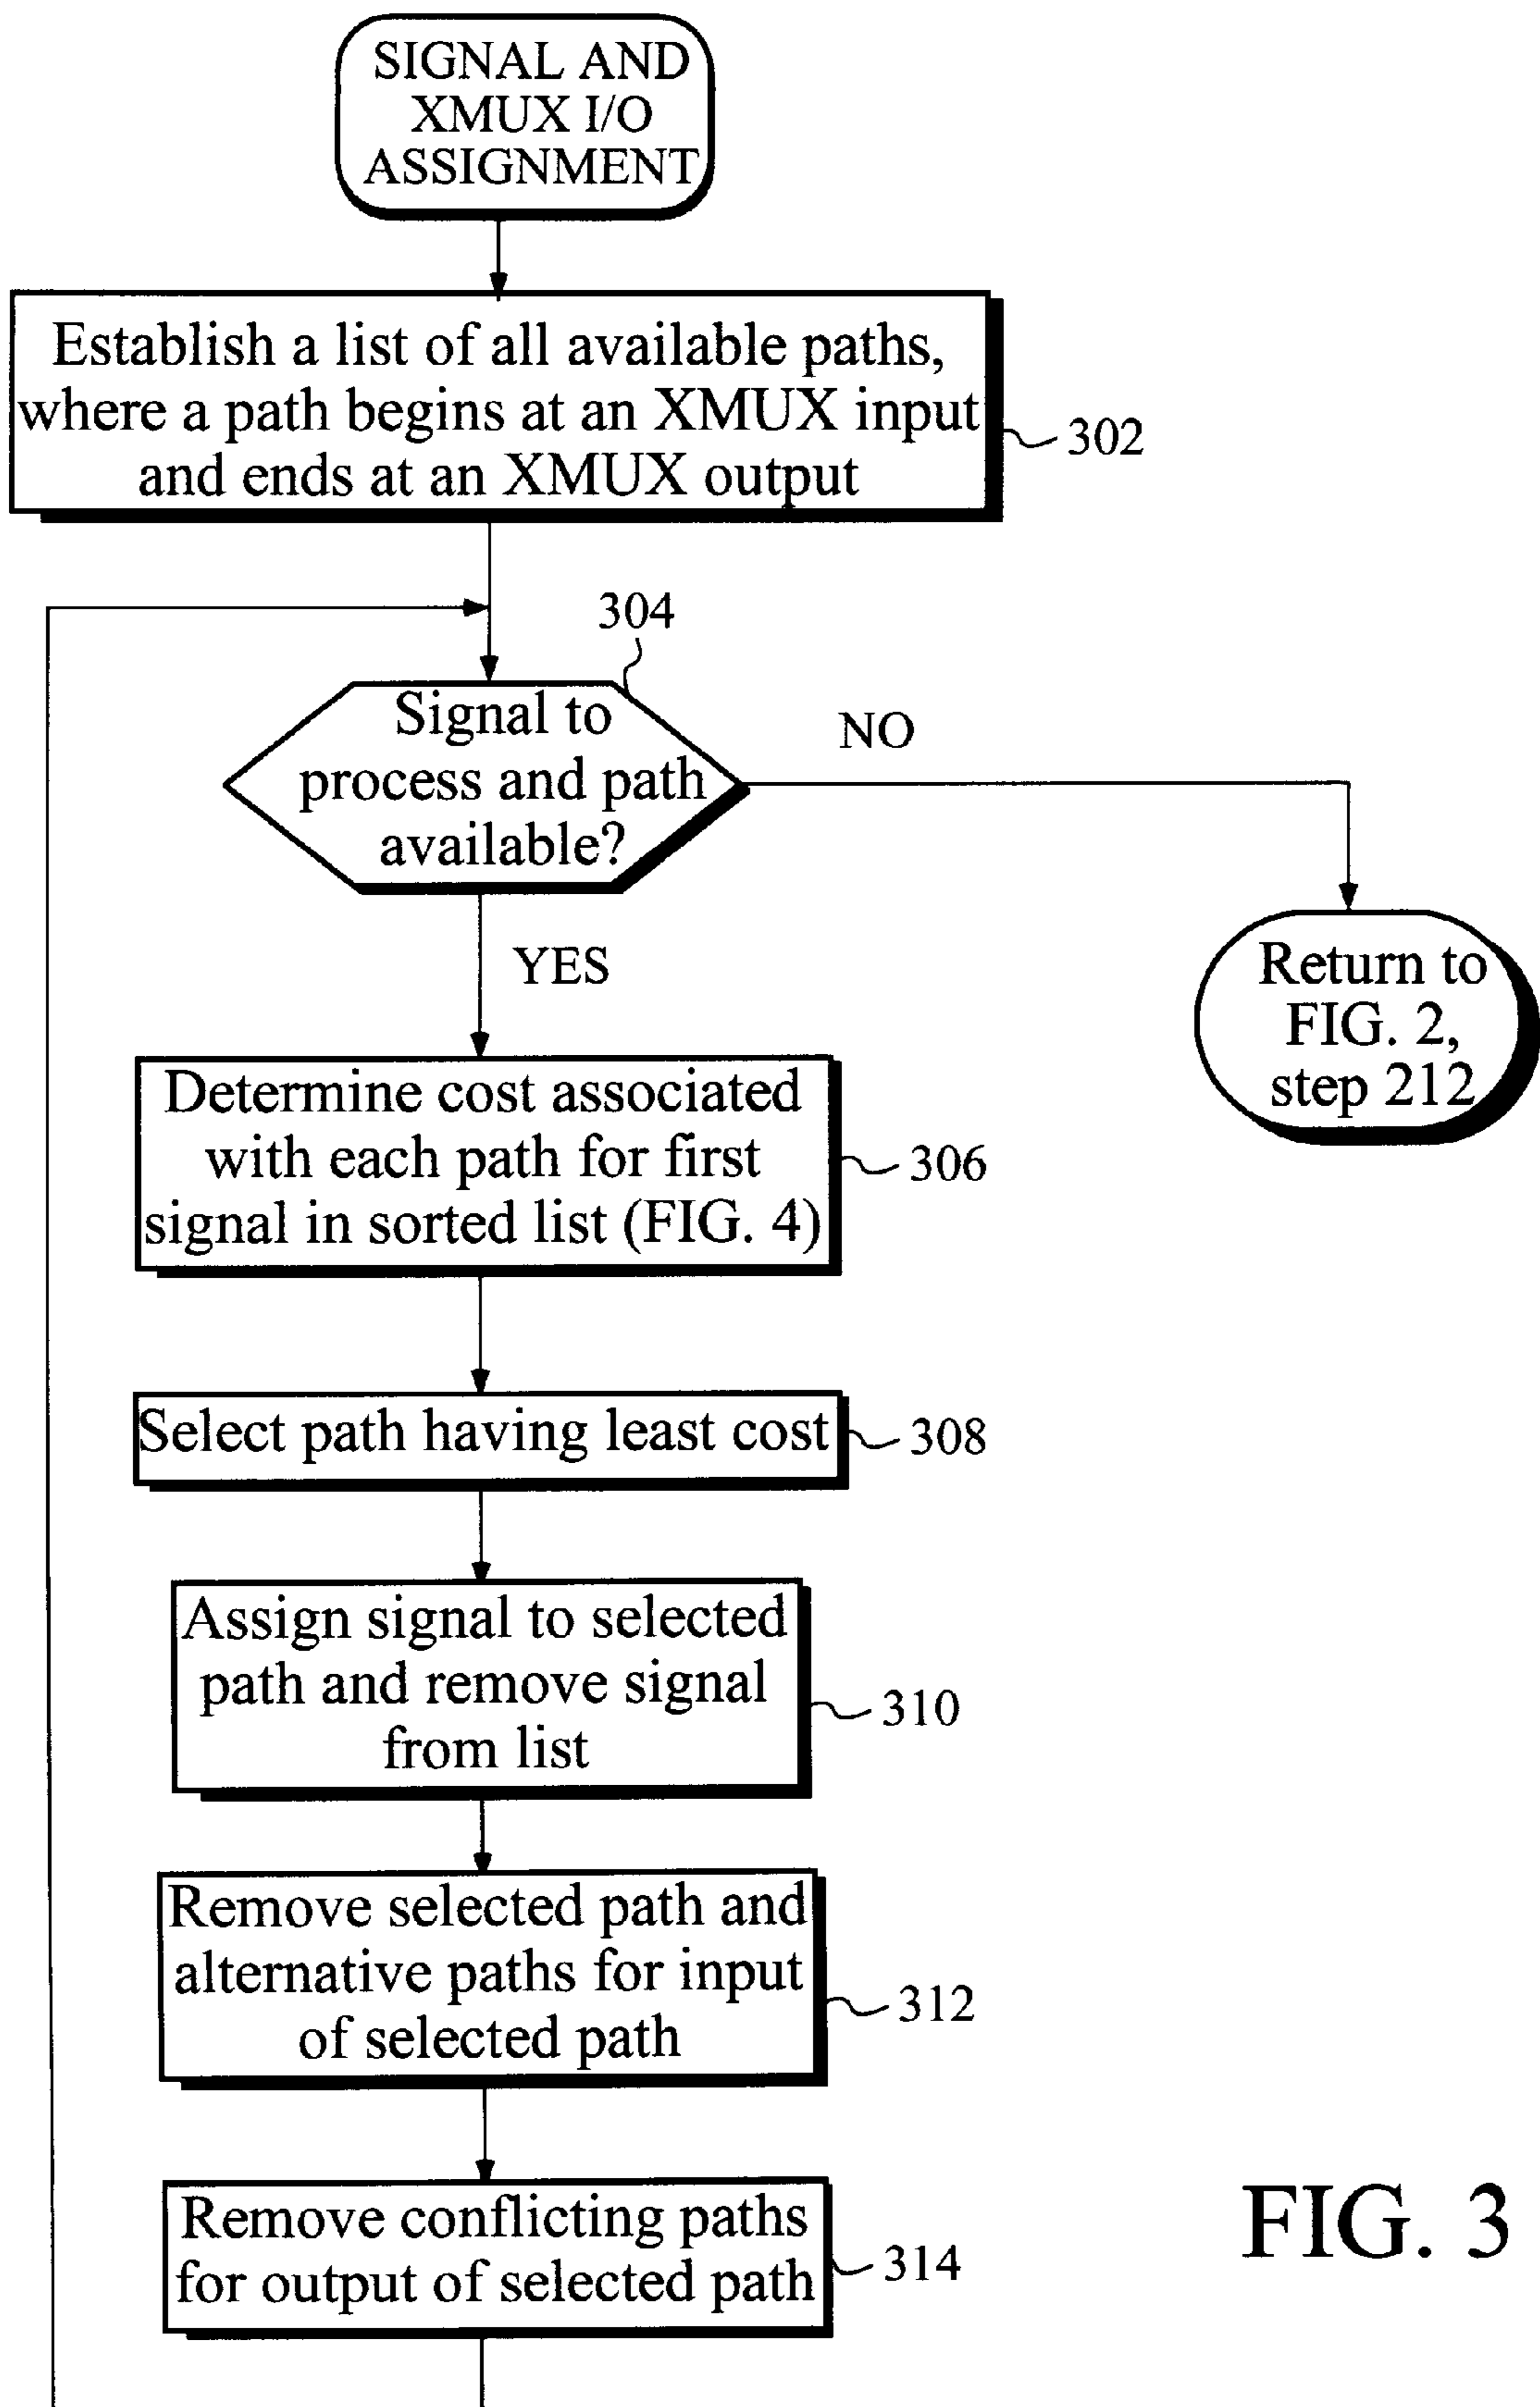 SIGNAL AND
XMUX I/O
ASSIGNMENT
Establish a list of all available paths,
where a path begins at an XMUX input
and ends at an XMUX output
302
304
Signal to
process and path
available?
NO
YES
Return to
FIG. 2,
step 212
Determine cost associated
with each path for first
signal in sorted list (FIG. 4)
306
Select path having least cost
308
Assign signal to selected
path and remove signal
from list
310
Remove selected path and
alternative paths for input
of selected path
312
Remove conflicting paths
for output of selected path
314
FIG. 3